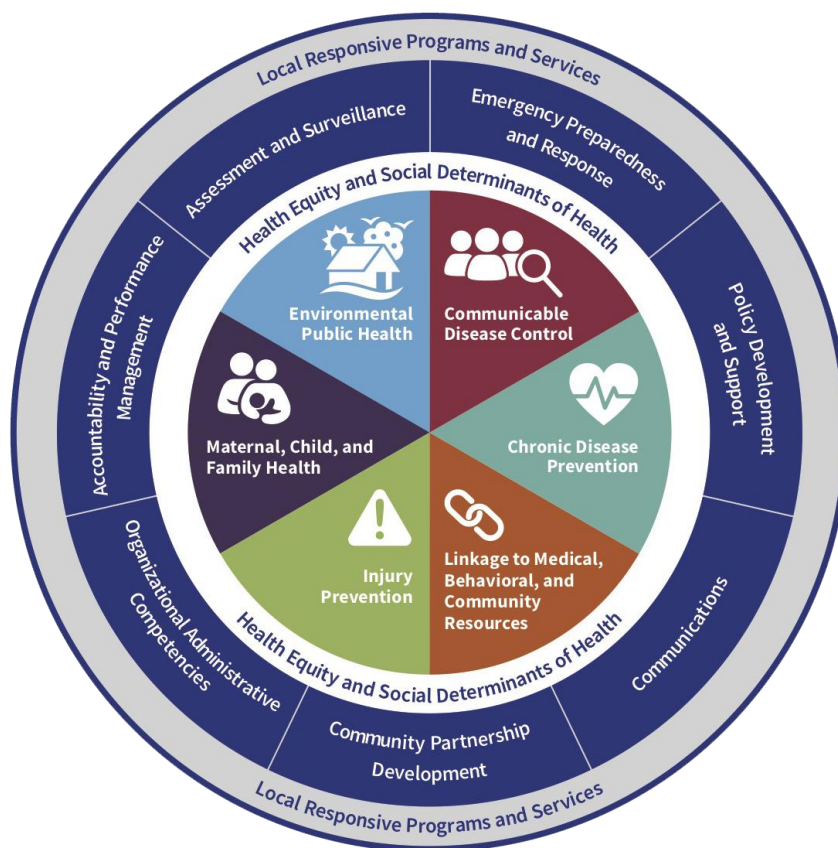 Local Responsive Programs and Services
Assessment and Surveillance
Emergency Preparedness
and Response
Health Equity and Social Determinants of Health
Environmental
Public Health
Communicable
Disease Control
Accountability and Performance
Management
Policy Development
and Support
Maternal, Child, and
Family Health
Chronic Disease
Prevention
Injury
Prevention
Linkage to Medical,
Behavioral, and
Community
Resources
Organizational Administrative
Competencies
Communications
Health Equity and Social Determinants of Health
Community Partnership
Development
Local Responsive Programs and Services